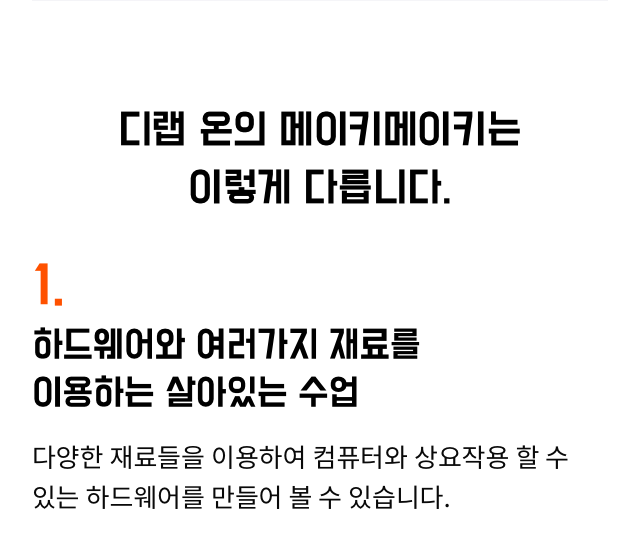 디랩 온의 메이키메이키는
이렇게 다릅니다.
1.
하드웨어와 여러가지 재료를
이용하는 살아있는 수업
다양한 재료들을 이용하여 컴퓨터와 상요작용 할 수
있는 하드웨어를 만들어 볼 수 있습니다.